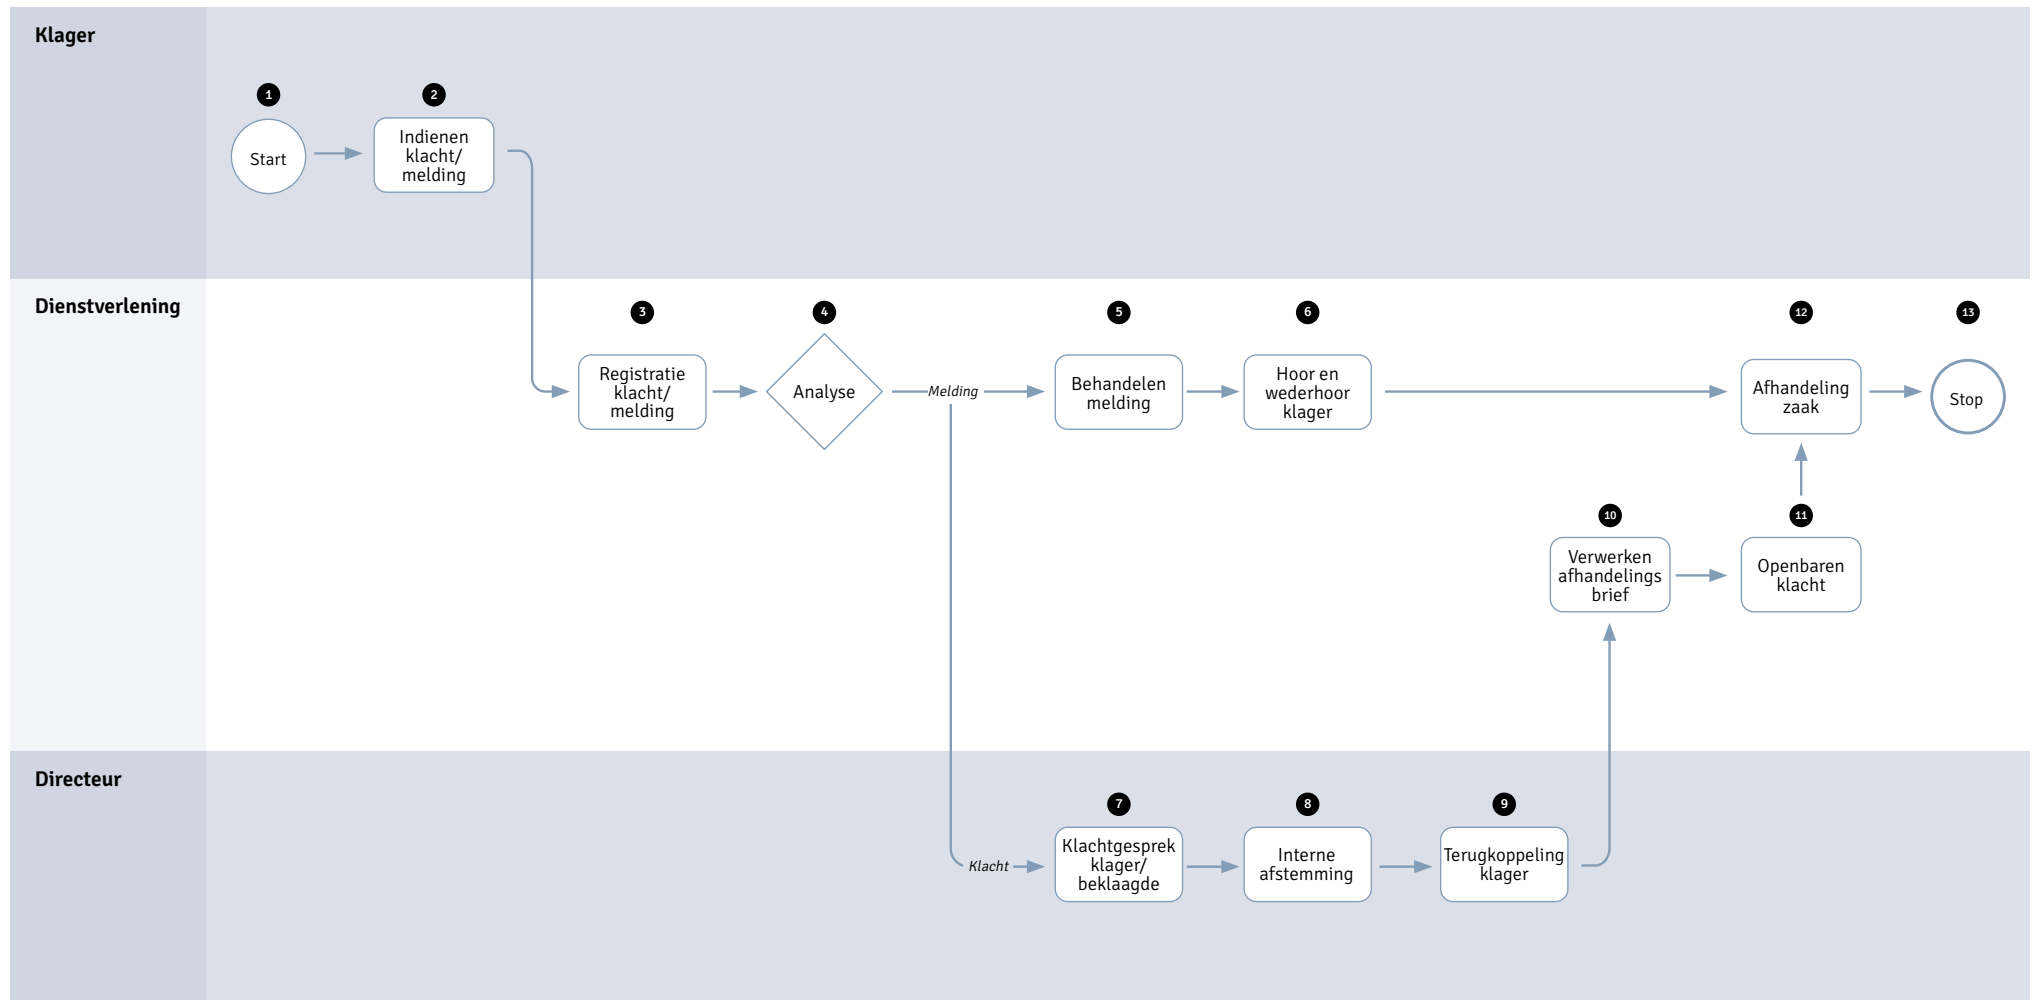 Klager
1
Start
2
Indienen
klacht/
melding
Dienstverlening
3
Registratie
klacht/
melding
4
Analyse
Melding
5
Behandelen
melding
6
Hoor en
wederhoor
klager
12
Afhandeling
zaak
13
Stop
10
Verwerken
afhandelings
brief
11
Openbaren
klacht
Directeur
Klacht
7
Klachtgesprek
klager/
beklaagde
8
Interne
afstemming
9
Terugkoppeling
klager